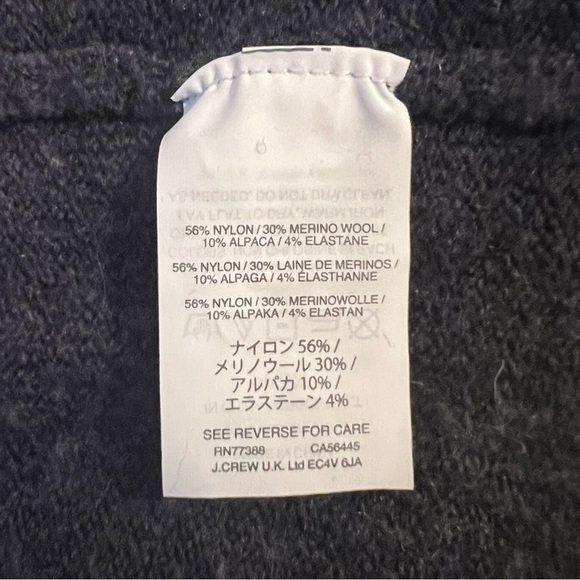 56% NYLON / 30% MERINO WOOL /
10% ALPACA / 4% ELASTANE
56% NYLON / 30% LAINE DE MERINOS /
10% ALPAGA / 4% ÉLASTHANNE
56% NYLON / 30% MERINOWOLLE /
10% ALPAKA / 4% ELASTAN
ナイロン 56% /
メリノウール 30% /
アルパカ 10% /
エラステーン 4%
SEE REVERSE FOR CARE
RN77388 CA56445
J.CREW U.K. Ltd EC4V 6JA